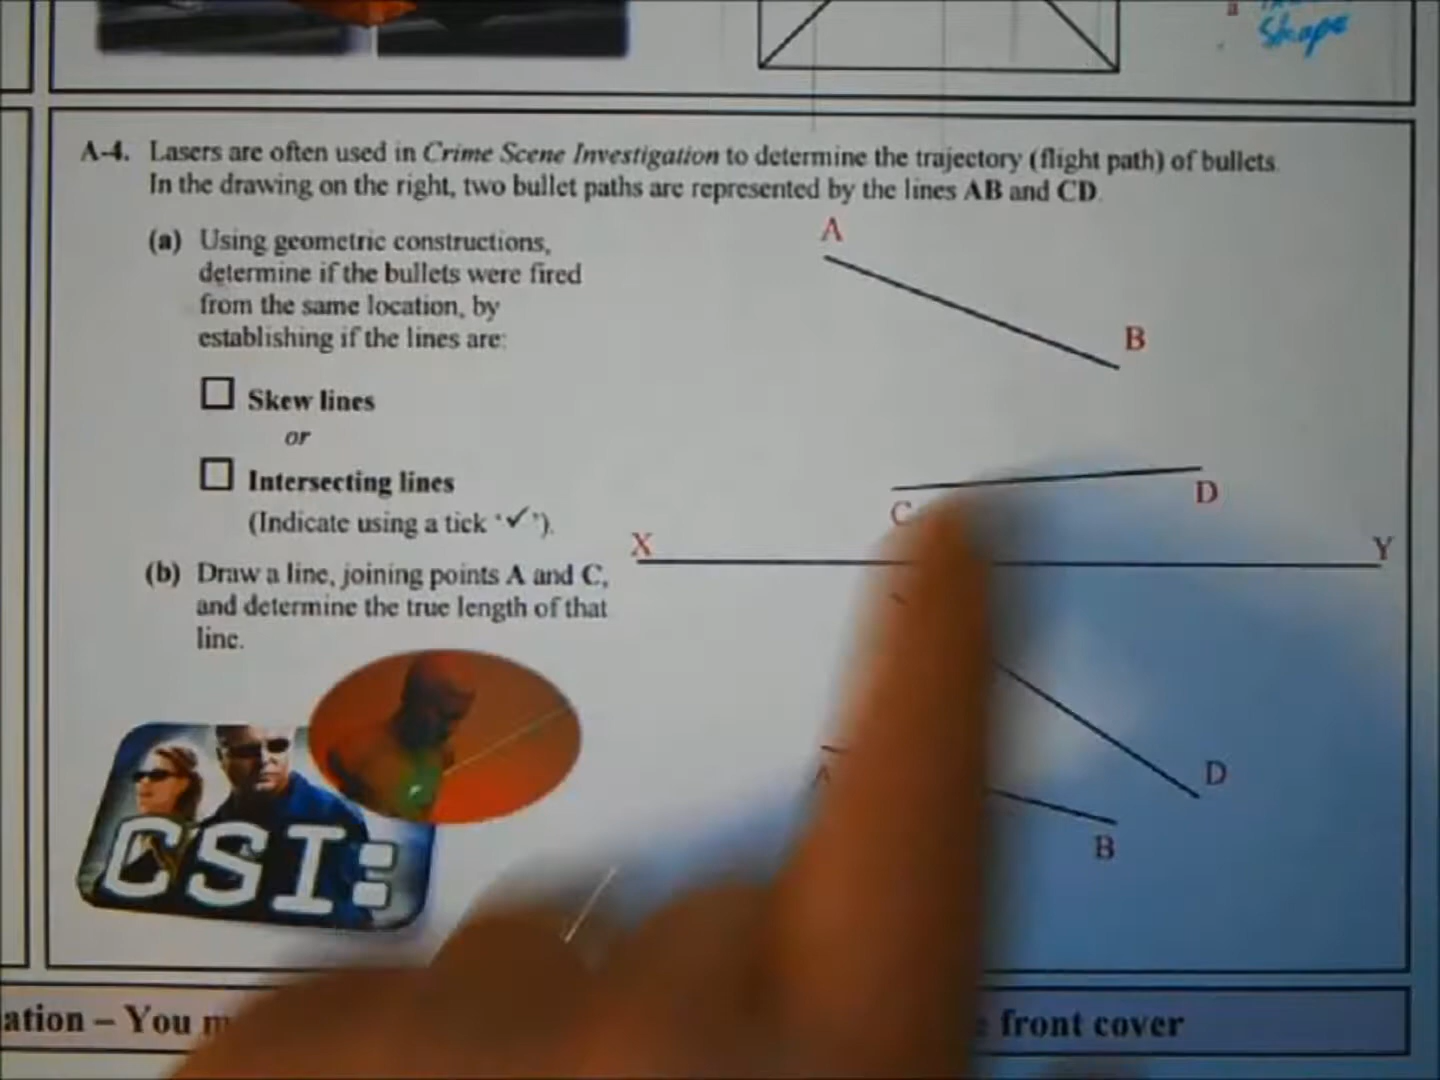 Shape
A-4. Lasers are often used in Crime Scene Investigation to determine the trajectory (flight path) of bullets.
In the drawing on the right, two bullet paths are represented by the lines AB and CD.
(a) Using geometric constructions,
determine if the bullets were fired
from the same location, by
establishing if the lines are:
Skew lines
or
Intersecting lines
(Indicate using a tick '✓').
(b) Draw a line, joining points A and C,
and determine the true length of that
line.
A
B
C
D
X
Y
D
A
B
CSI:
ation – You
front cover